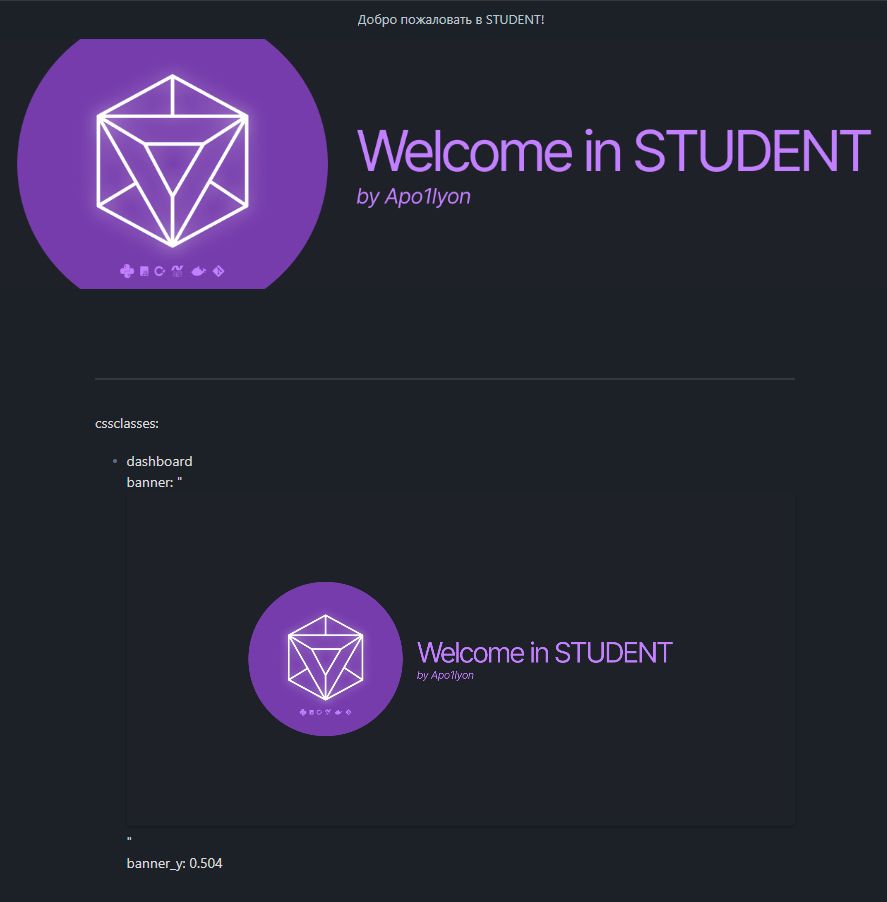 Добро пожаловать в STUDENT!
Welcome in STUDENT
by Apo1lyon
cssclasses:
dashboard
banner: "
Welcome in STUDENT
by Apo1lyon
"
banner_y: 0.504